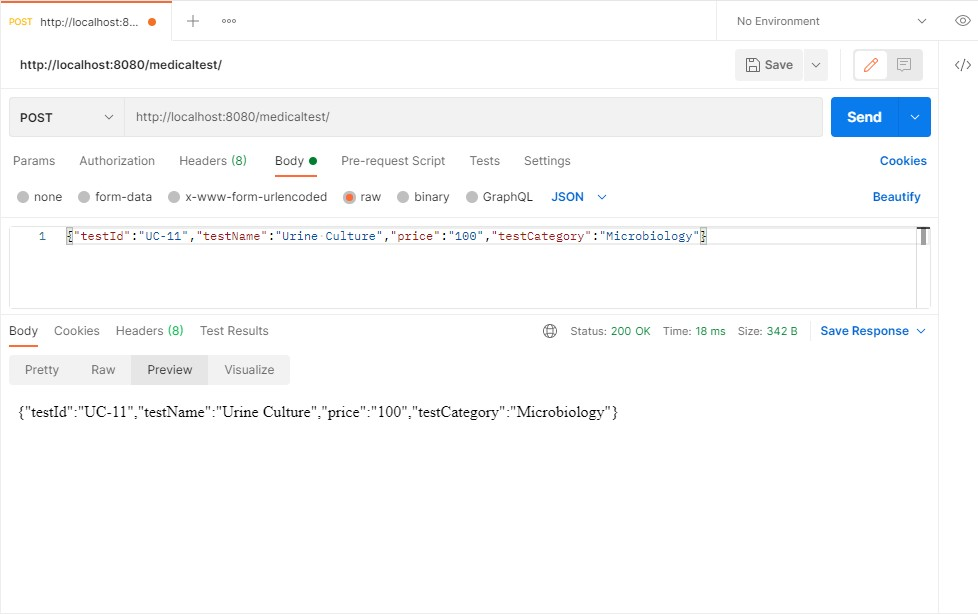 POST http://localhost:8... No Environment
http://localhost:8080/medicaltest/ Save
POST http://localhost:8080/medicaltest/ Send
Params Authorization Headers (8) Body Pre-request Script Tests Settings Cookies
none form-data x-www-form-urlencoded raw binary GraphQL JSON Beautify
1 {"testId":"UC-11","testName":"Urine Culture","price":"100","testCategory":"Microbiology"}
Body Cookies Headers (8) Test Results Status: 200 OK Time: 18 ms Size: 342 B Save Response
Pretty Raw Preview Visualize
{"testId":"UC-11","testName":"Urine Culture","price":"100","testCategory":"Microbiology"}